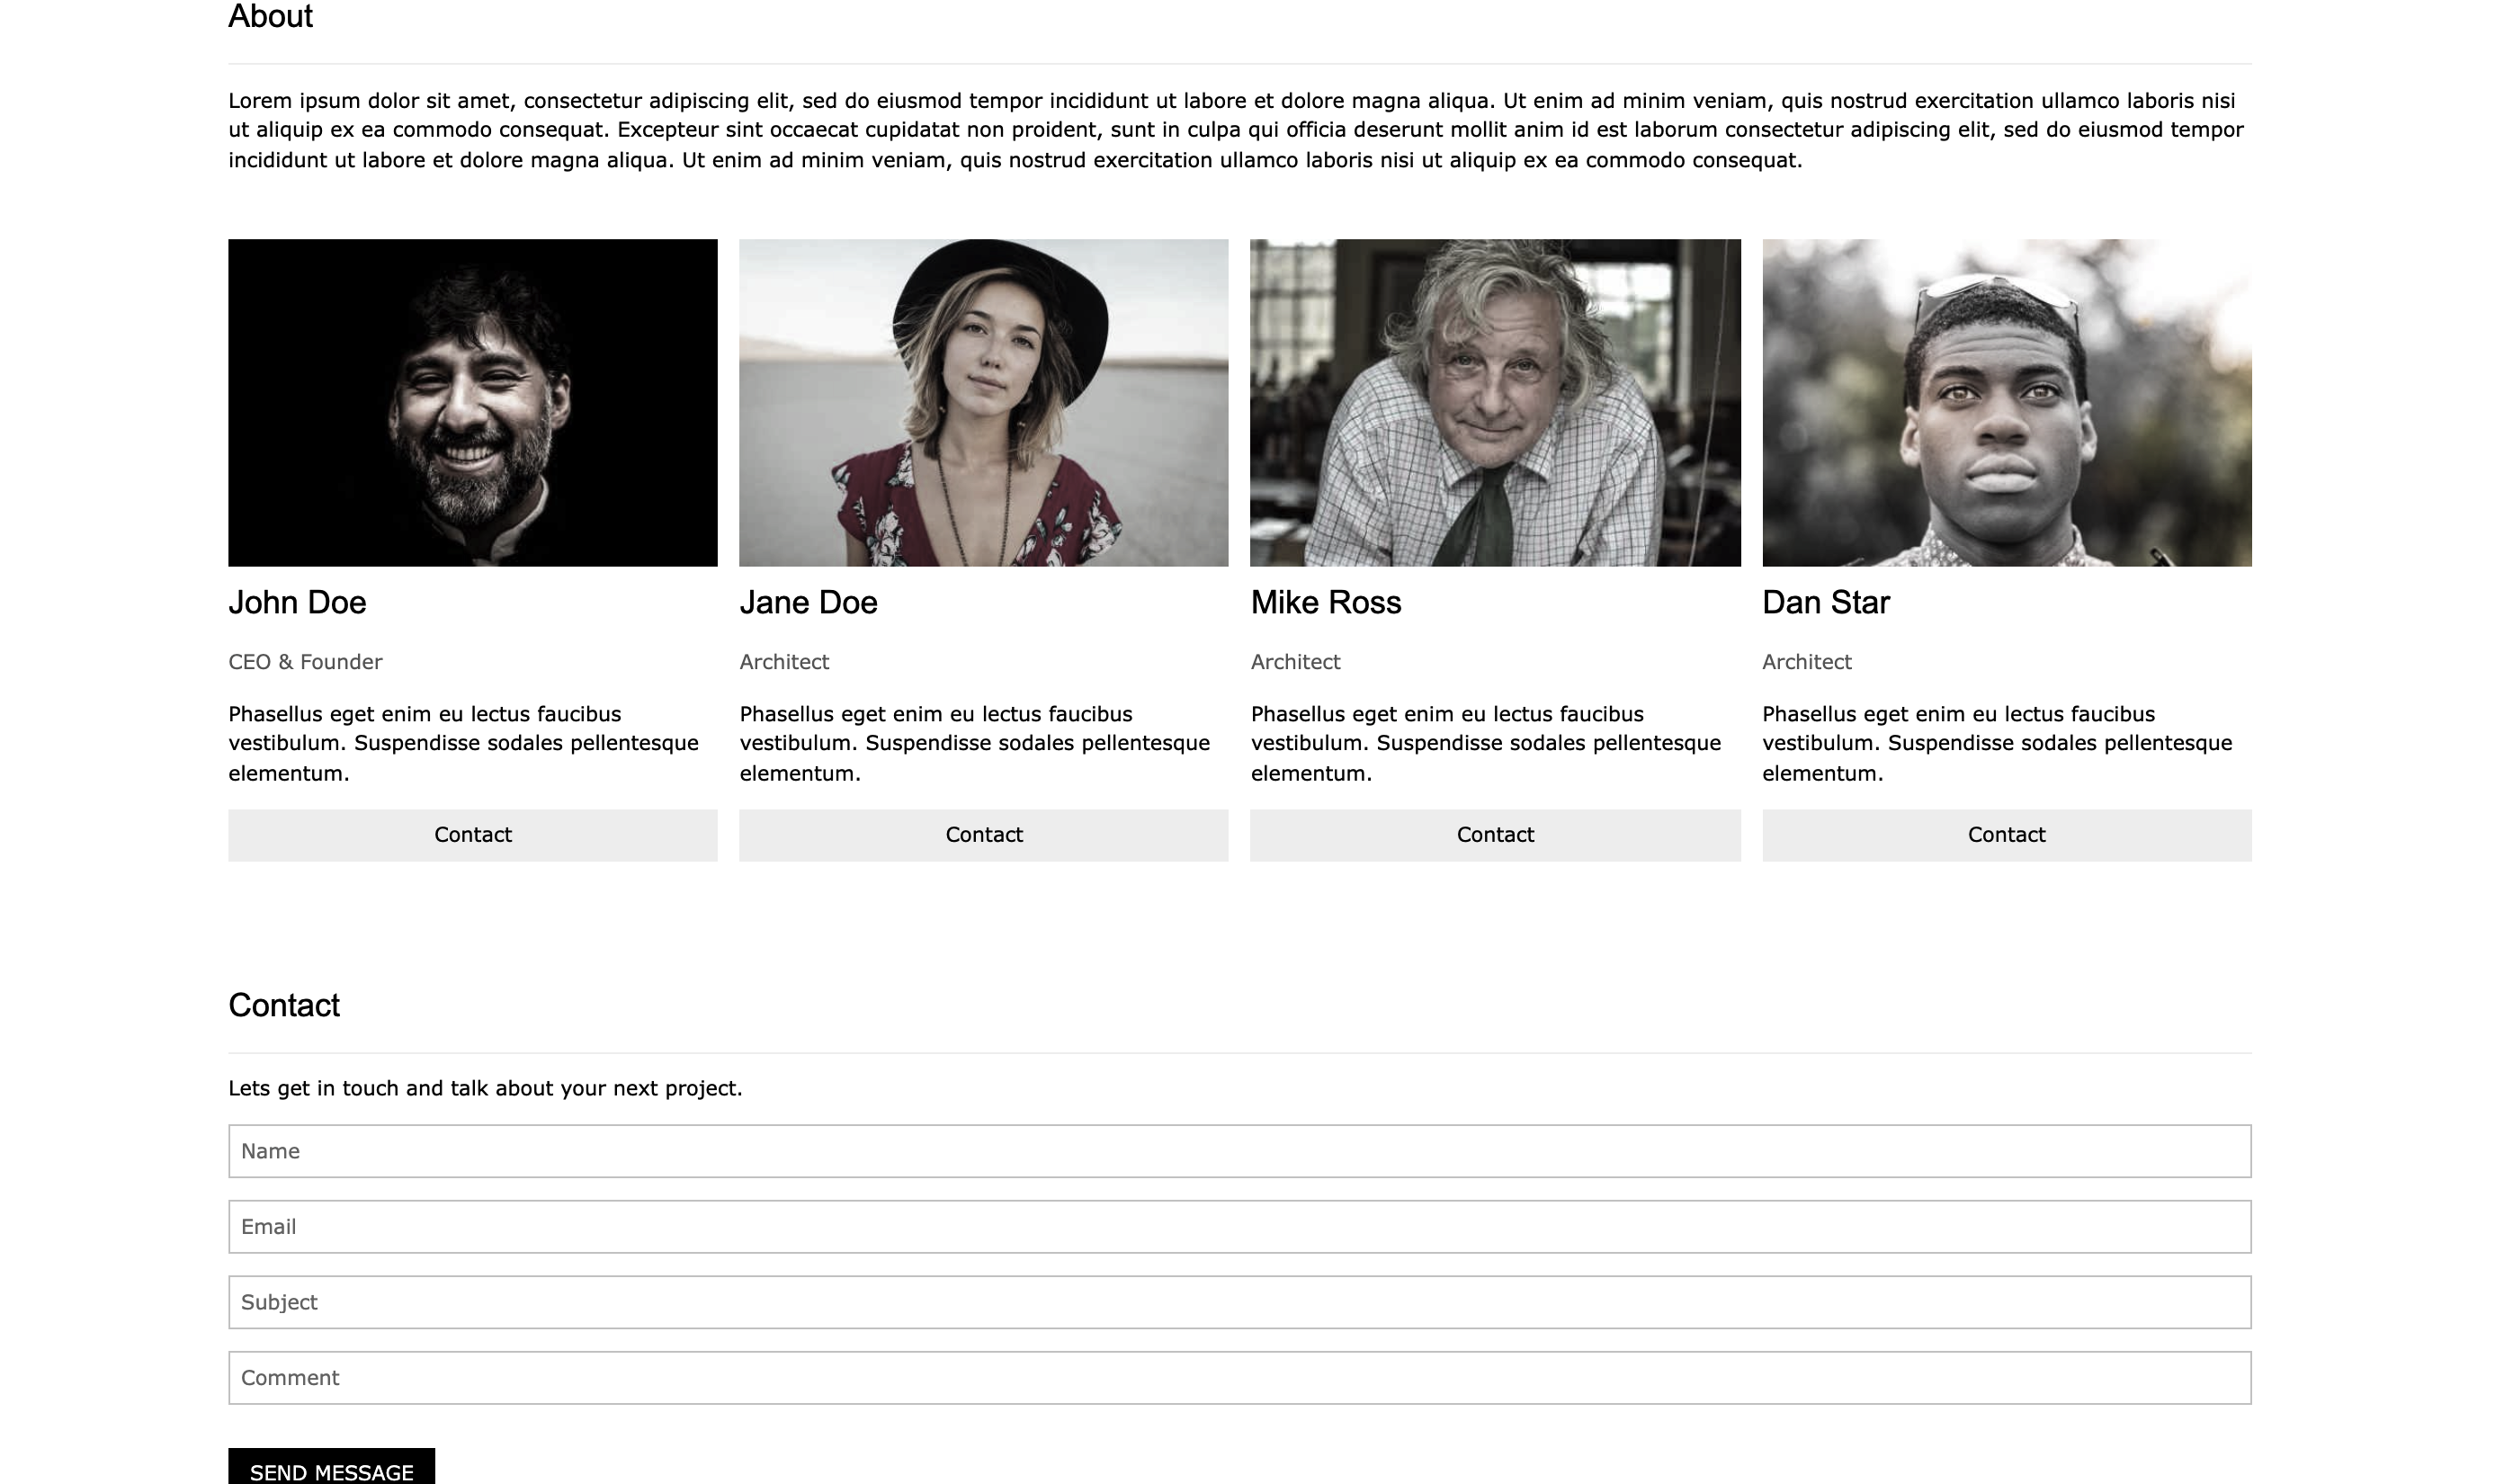 About
Lorem ipsum dolor sit amet, consectetur adipiscing elit, sed do eiusmod tempor incididunt ut labore et dolore magna aliqua. Ut enim ad minim veniam, quis nostrud exercitation ullamco laboris nisi
ut aliquip ex ea commodo consequat. Excepteur sint occaecat cupidatat non proident, sunt in culpa qui officia deserunt mollit anim id est laborum consectetur adipiscing elit, sed do eiusmod tempor
incididunt ut labore et dolore magna aliqua. Ut enim ad minim veniam, quis nostrud exercitation ullamco laboris nisi ut aliquip ex ea commodo consequat.
John Doe
CEO & Founder
Phasellus eget enim eu lectus faucibus
vestibulum. Suspendisse sodales pellentesque
elementum.
Contact
Jane Doe
Architect
Phasellus eget enim eu lectus faucibus
vestibulum. Suspendisse sodales pellentesque
elementum.
Contact
Mike Ross
Architect
Phasellus eget enim eu lectus faucibus
vestibulum. Suspendisse sodales pellentesque
elementum.
Contact
Dan Star
Architect
Phasellus eget enim eu lectus faucibus
vestibulum. Suspendisse sodales pellentesque
elementum.
Contact
Contact
Lets get in touch and talk about your next project.
Name
Email
Subject
Comment
SEND MESSAGE